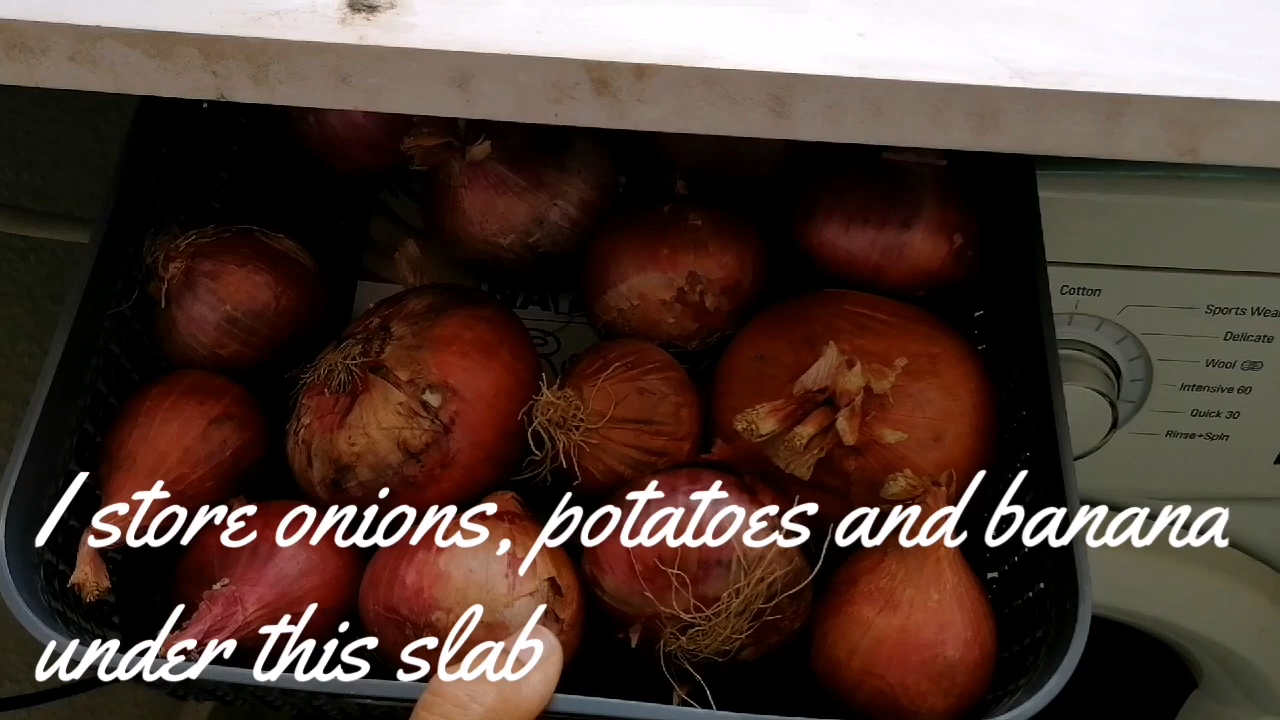 Cotton
Sports Wear
Delicate
Wool
Intensive 60
Quick 30
Rinse+Spin
I store onions, potatoes and banana
under this slab